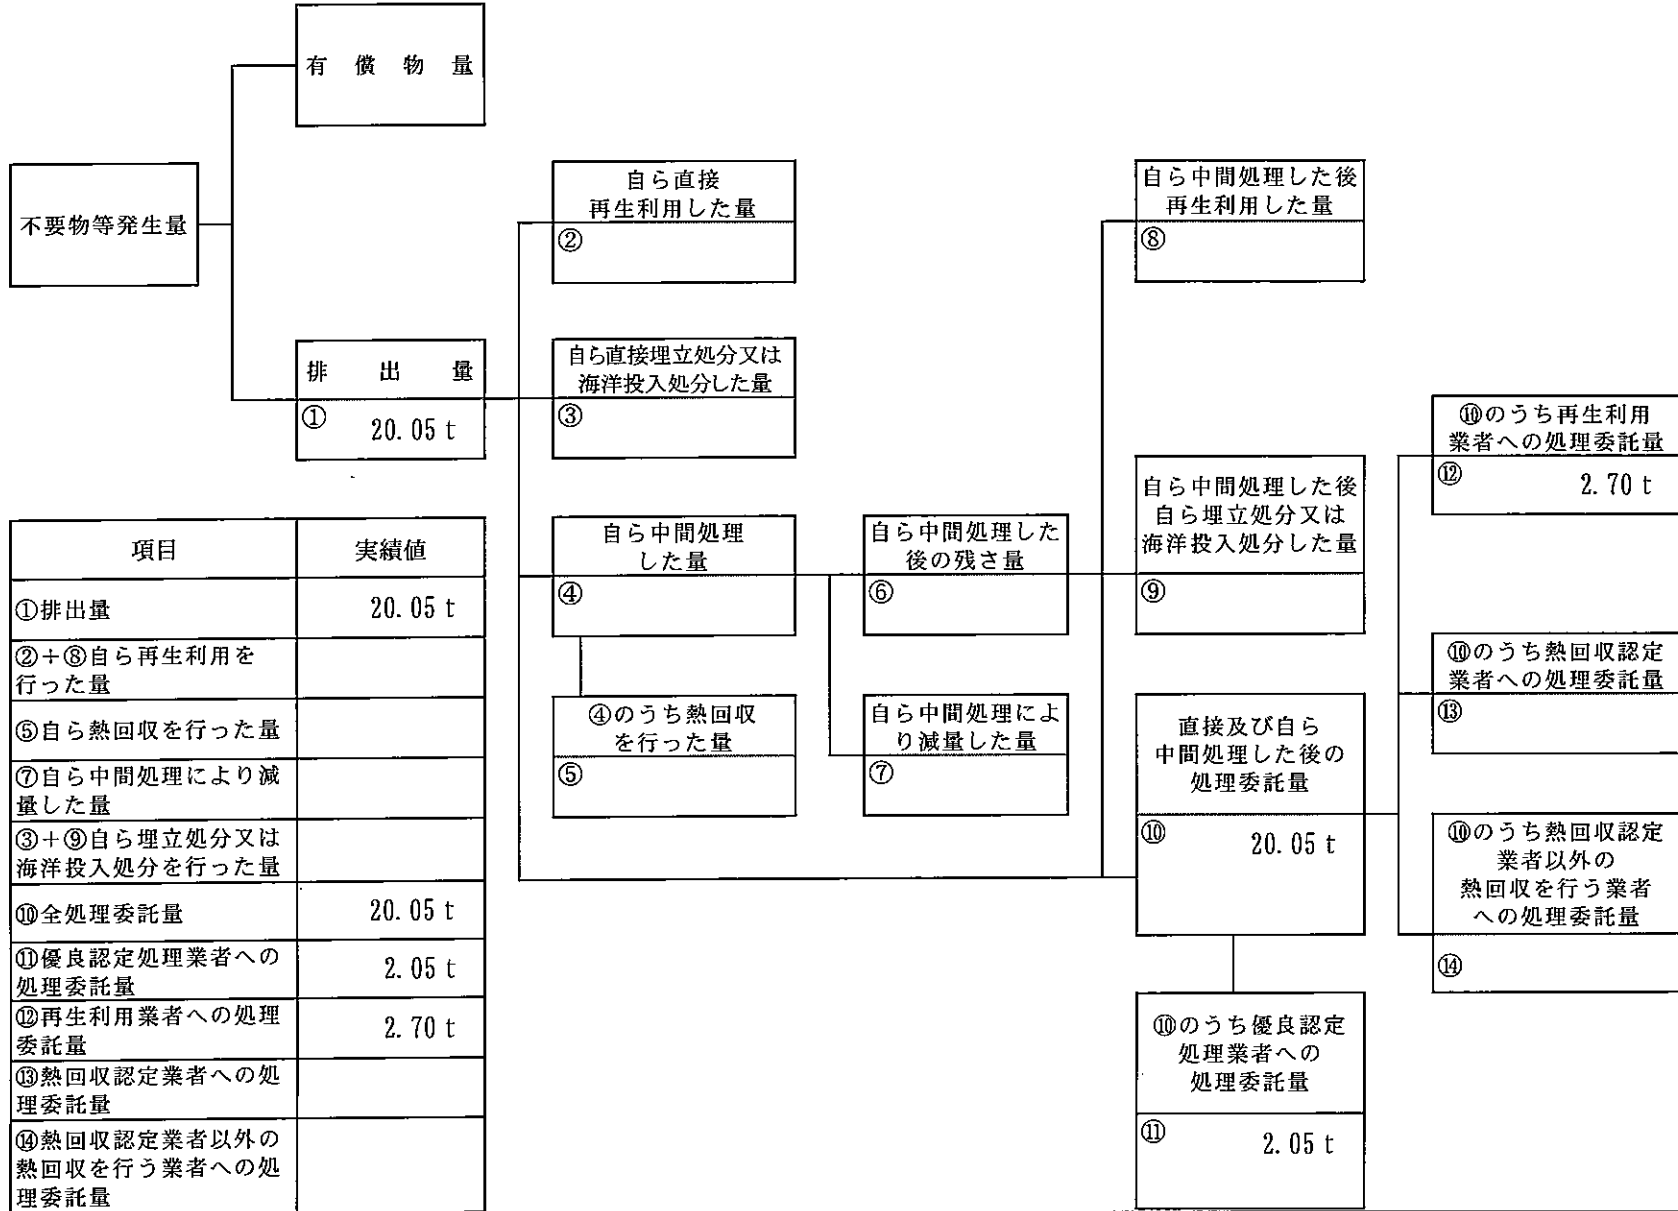 有償物量
不要物等発生量
排出量
① 20.05 t
自ら直接
再生利用した量
②
自ら直接埋立処分又は
海洋投入処分した量
③
自ら中間処理
した量
④
④のうち熱回収
を行った量
⑤
自ら中間処理した
後の残さ量
⑥
自ら中間処理によ
り減量した量
⑦
自ら中間処理した後
再生利用した量
⑧
自ら中間処理した後
自ら埋立処分又は
海洋投入処分した量
⑨
直接及び自ら
中間処理した後の
処理委託量
⑩ 20.05 t
⑩のうち優良認定
処理業者への
処理委託量
⑪ 2.05 t
⑩のうち再生利用
業者への処理委託量
⑫ 2.70 t
⑩のうち熱回収認定
業者への処理委託量
⑬
⑩のうち熱回収認定
業者以外の
熱回収を行う業者
への処理委託量
⑭
項目 実績値
①排出量 20.05 t
②+⑧自ら再生利用を
行った量
⑤自ら熱回収を行った量
⑦自ら中間処理により減
量した量
③+⑨自ら埋立処分又は
海洋投入処分を行った量
⑩全処理委託量 20.05 t
⑪優良認定処理業者への
処理委託量 2.05 t
⑫再生利用業者への処理
委託量 2.70 t
⑬熱回収認定業者への処
理委託量
⑭熱回収認定業者以外の
熱回収を行う業者への処
理委託量